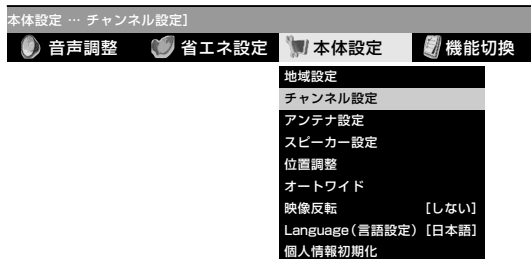 本体設定 … チャンネル設定]
音声調整 省エネ設定 本体設定 機能切換
地域設定
チャンネル設定
アンテナ設定
スピーカー設定
位置調整
オートワイド
映像反転 [しない]
Language(言語設定) [日本語]
個人情報初期化